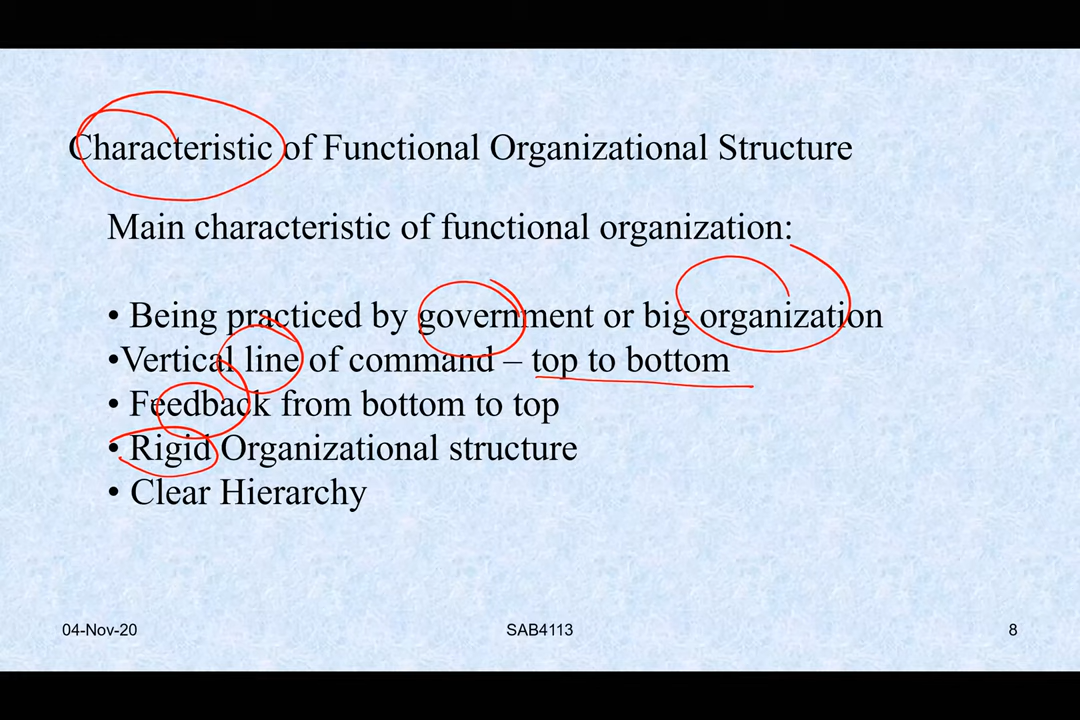 Characteristic of Functional Organizational Structure
Main characteristic of functional organization:
• Being practiced by government or big organization
•Vertical line of command – top to bottom
• Feedback from bottom to top
• Rigid Organizational structure
• Clear Hierarchy
04-Nov-20 SAB4113 8